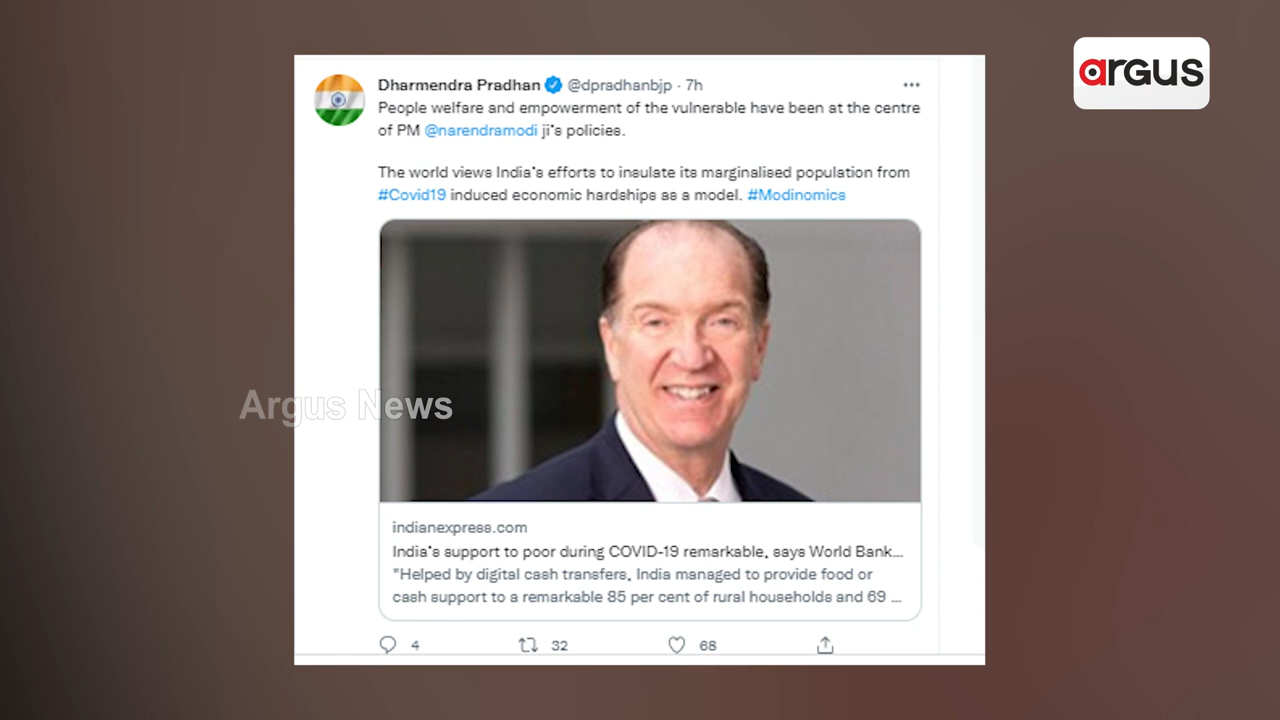 argus
Dharmendra Pradhan @dpradhanbjp · 7h
People welfare and empowerment of the vulnerable have been at the centre
of PM @narendramodi ji's policies.
The world views India's efforts to insulate its marginalised population from
#Covid19 induced economic hardships as a model. #Modinomics
Argus News
indianexpress.com
India's support to poor during COVID-19 remarkable, says World Bank...
"Helped by digital cash transfers, India managed to provide food or
cash support to a remarkable 85 per cent of rural households and 69 ...
4 32 68